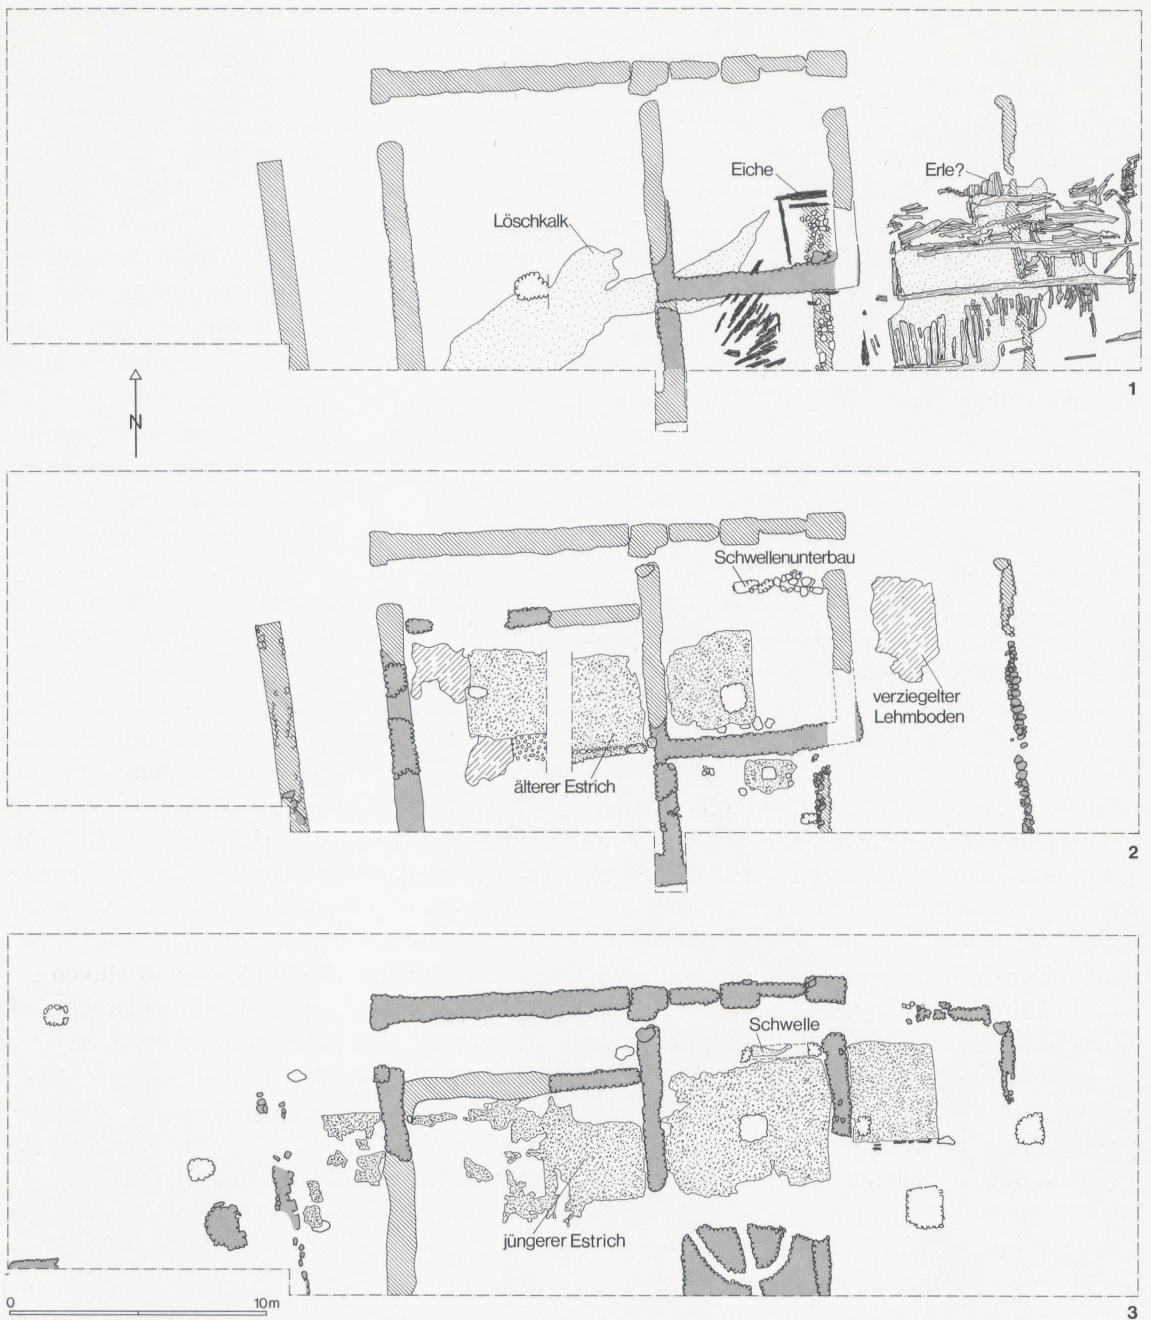 Eiche
Erle?
Löschkalk
1
N
Schwellenunterbau
verziegelter
Lehmboden
älterer Estrich
2
Schwelle
jüngerer Estrich
0
10m
3